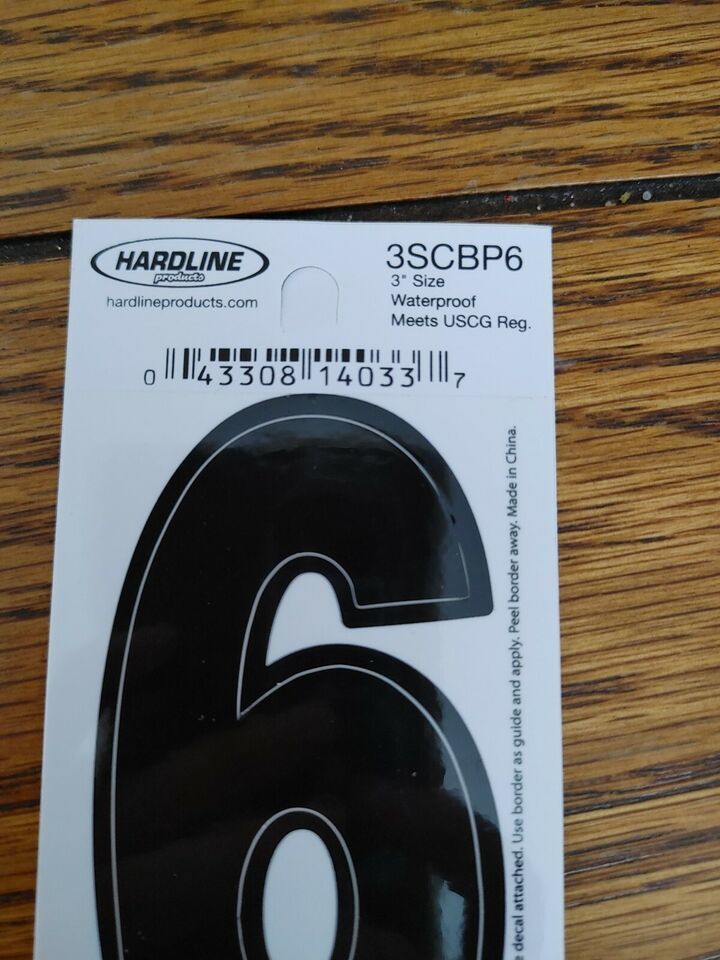 HARDLINE
products
hardlineproducts.com
3SCBP6
3" Size
Waterproof
Meets USCG Reg.
0 43308 14033 7
6
decal attached. Use border as guide and apply. Peel border away. Made in China.